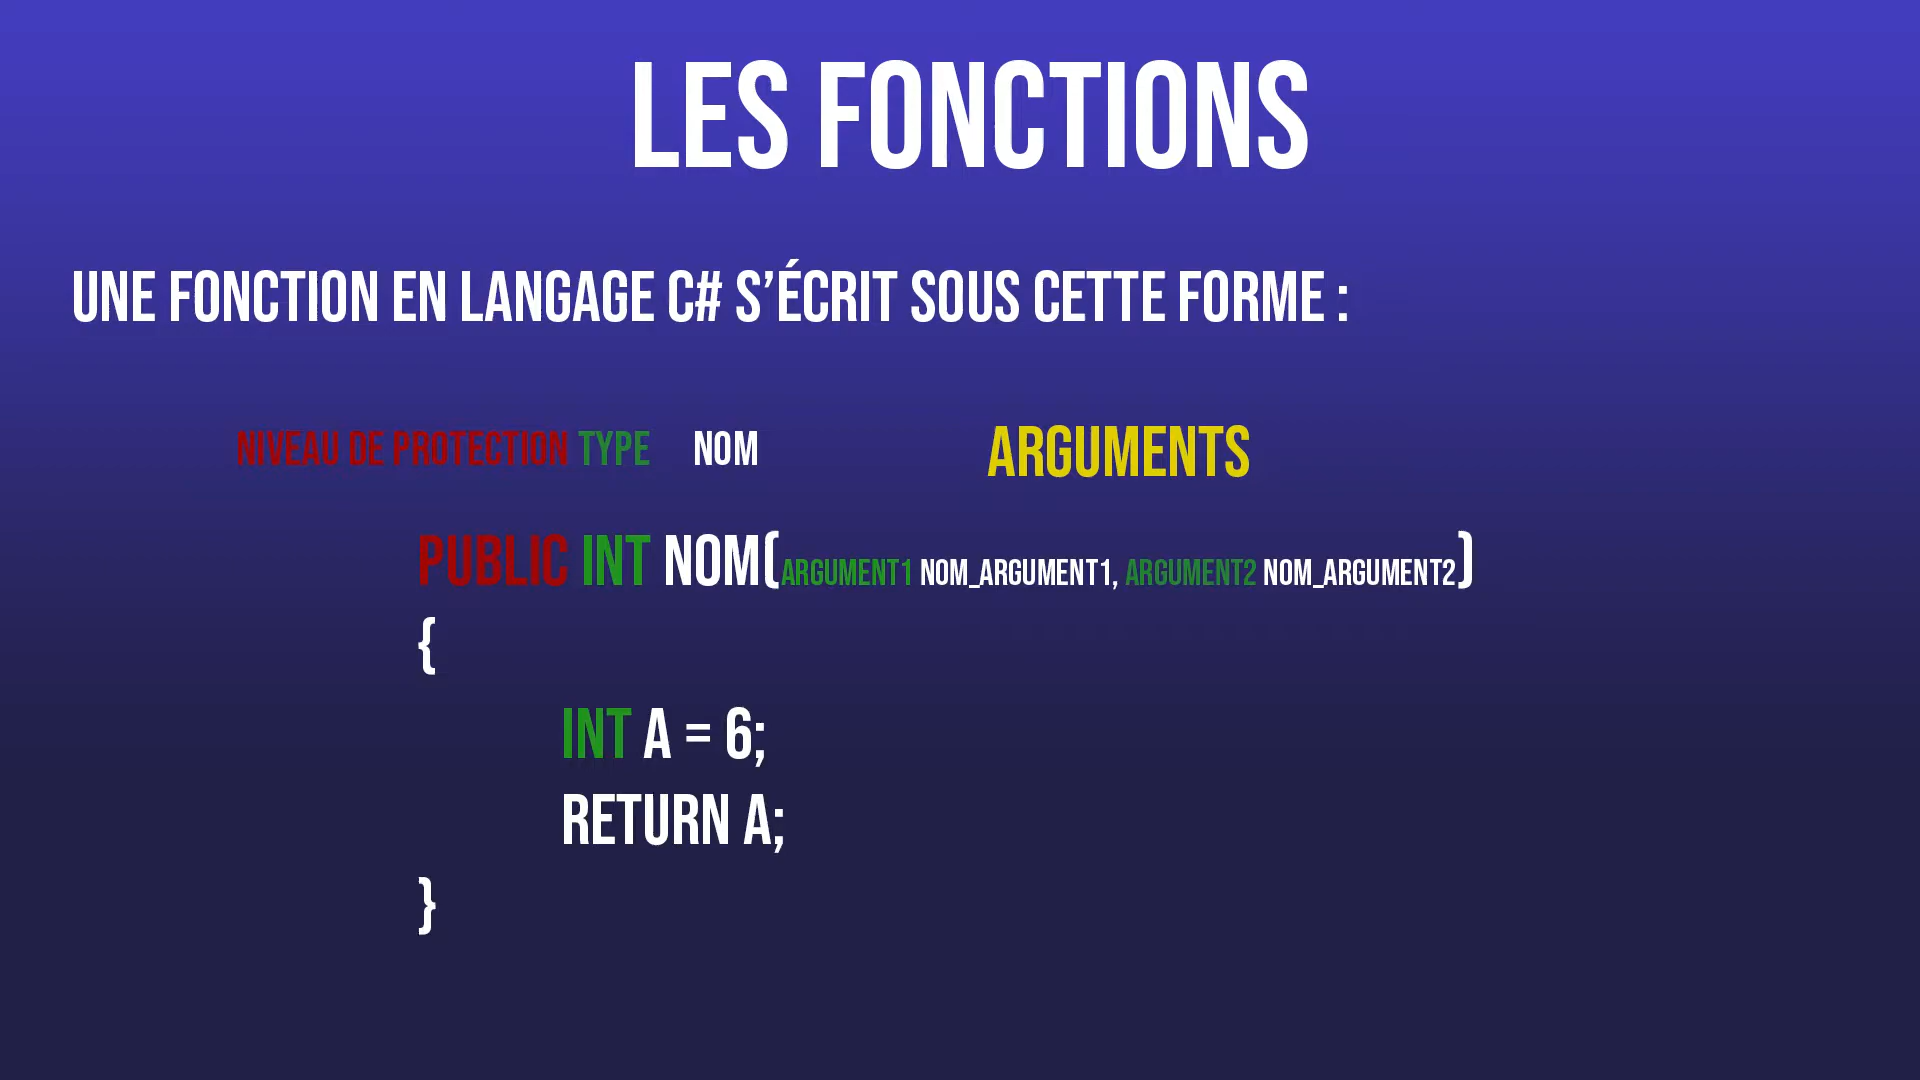 LES FONCTIONS
UNE FONCTION EN LANGAGE C# S’ÉCRIT SOUS CETTE FORME :
NIVEAU DE PROTECTION TYPE NOM ARGUMENTS
PUBLIC INT NOM(ARGUMENT1 NOM_ARGUMENT1, ARGUMENT2 NOM_ARGUMENT2)
{
INT A = 6;
RETURN A;
}